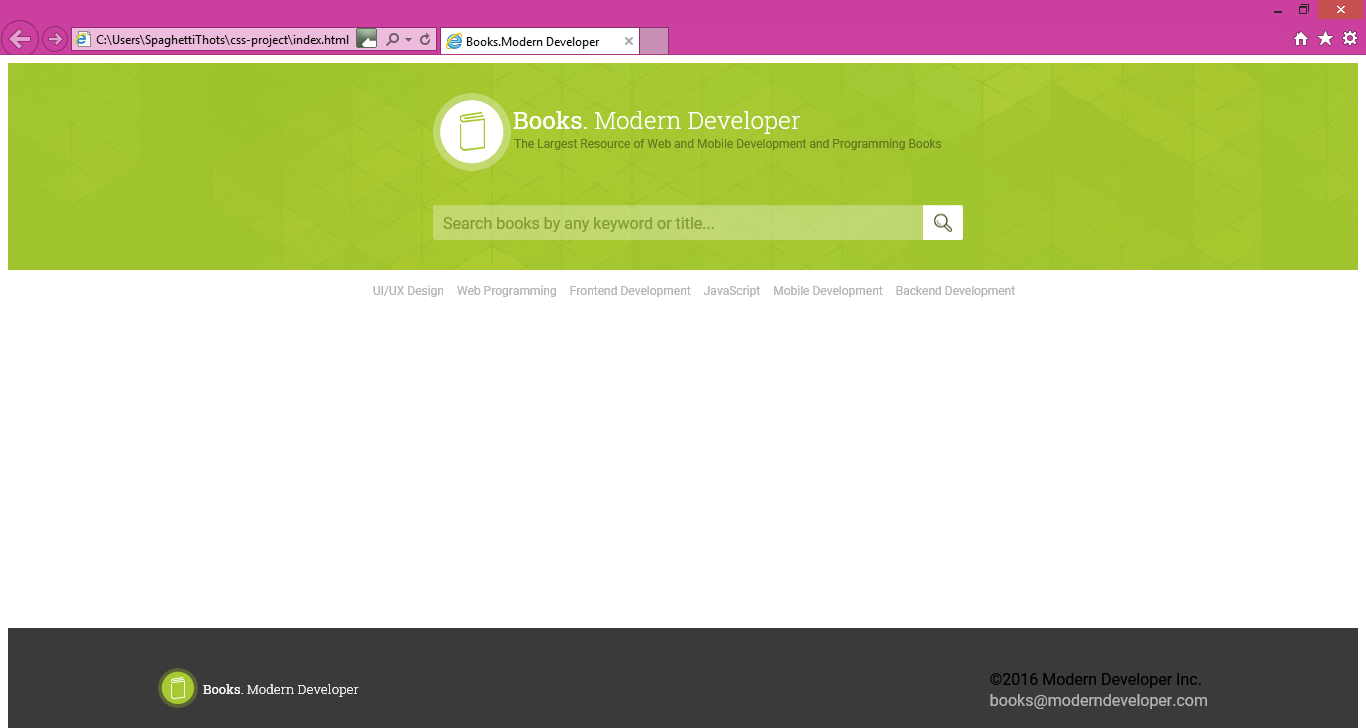 C:\Users\SpaghettiThots\css-project\index.html
Books.Modern Developer
Books. Modern Developer
The Largest Resource of Web and Mobile Development and Programming Books
Search books by any keyword or title...
UI/UX Design Web Programming Frontend Development JavaScript Mobile Development Backend Development
Books. Modern Developer
©2016 Modern Developer Inc.
books@moderndeveloper.com